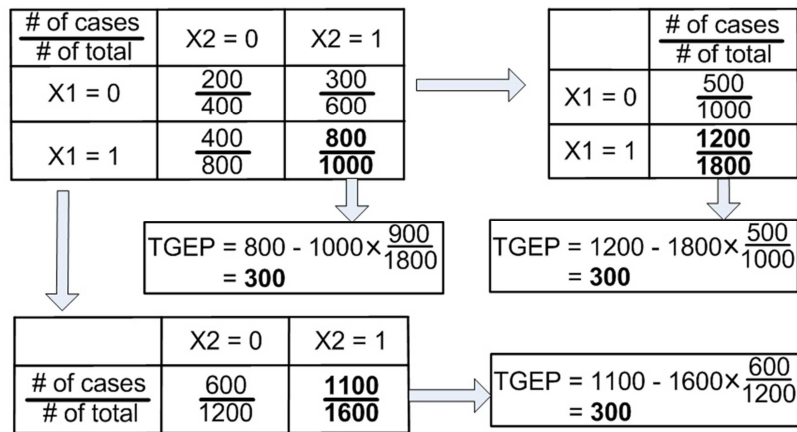 # of cases X2 = 0 X2 = 1
# of total
X1 = 0 200/400 300/600
X1 = 1 400/800 800/1000
# of cases
# of total
X1 = 0 500/1000
X1 = 1 1200/1800
TGEP = 800 - 1000 × 900/1800
= 300
TGEP = 1200 - 1800 × 500/1000
= 300
X2 = 0 X2 = 1
# of cases 600 1100
# of total 1200 1600
TGEP = 1100 - 1600 × 600/1200
= 300